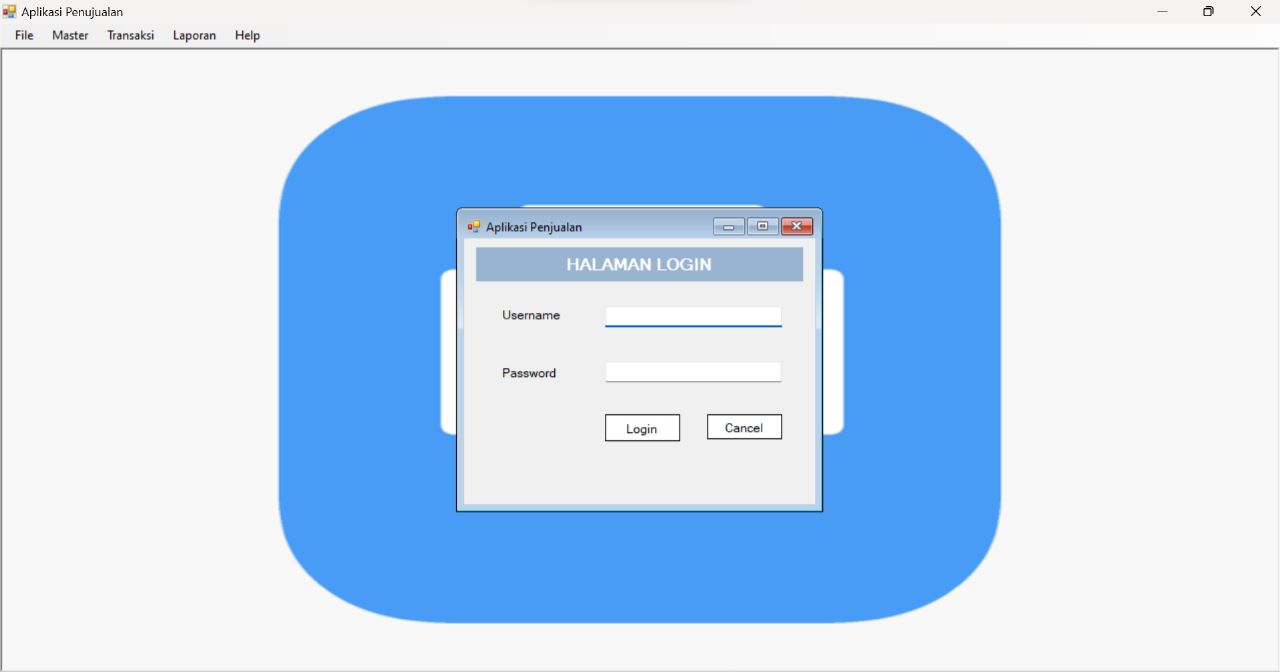 Aplikasi Penujualan
File Master Transaksi Laporan Help
Aplikasi Penjualan
HALAMAN LOGIN
Username
Password
Login Cancel